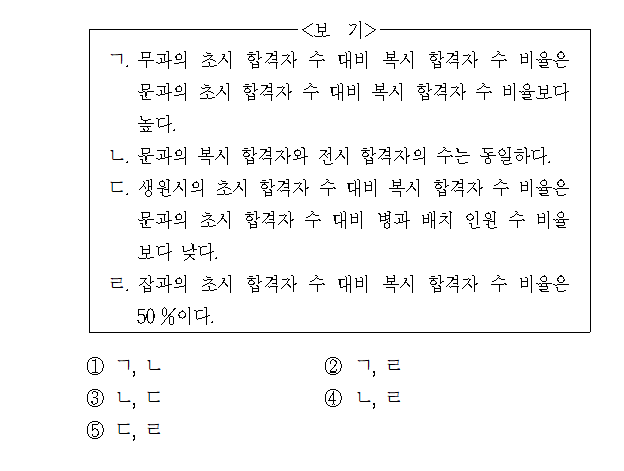 <보 기>
ㄱ. 무과의 초시 합격자 수 대비 복시 합격자 수 비율은
문과의 초시 합격자 수 대비 복시 합격자 수 비율보다
높다.
ㄴ. 문과의 복시 합격자와 전시 합격자의 수는 동일하다.
ㄷ. 생원시의 초시 합격자 수 대비 복시 합격자 수 비율은
문과의 초시 합격자 수 대비 병과 배치 인원 수 비율
보다 낮다.
ㄹ. 잡과의 초시 합격자 수 대비 복시 합격자 수 비율은
50 %이다.
① ㄱ, ㄴ ② ㄱ, ㄹ
③ ㄴ, ㄷ ④ ㄴ, ㄹ
⑤ ㄷ, ㄹ